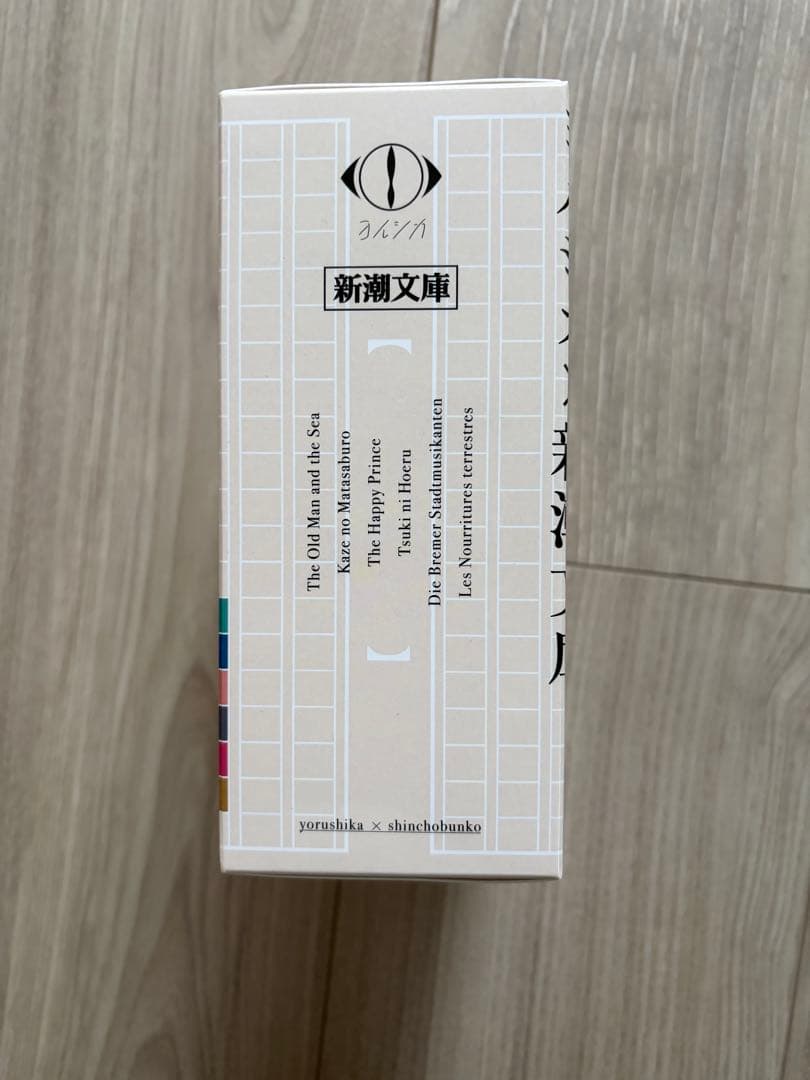 ヨルシカ
新潮文庫
The Old Man and the Sea
Kaze no Matasaburo
The Happy Prince
Tsuki ni Hoeru
Die Bremer Stadtmusikanten
Les Nourritures terrestres
yorushika × shinchobunko